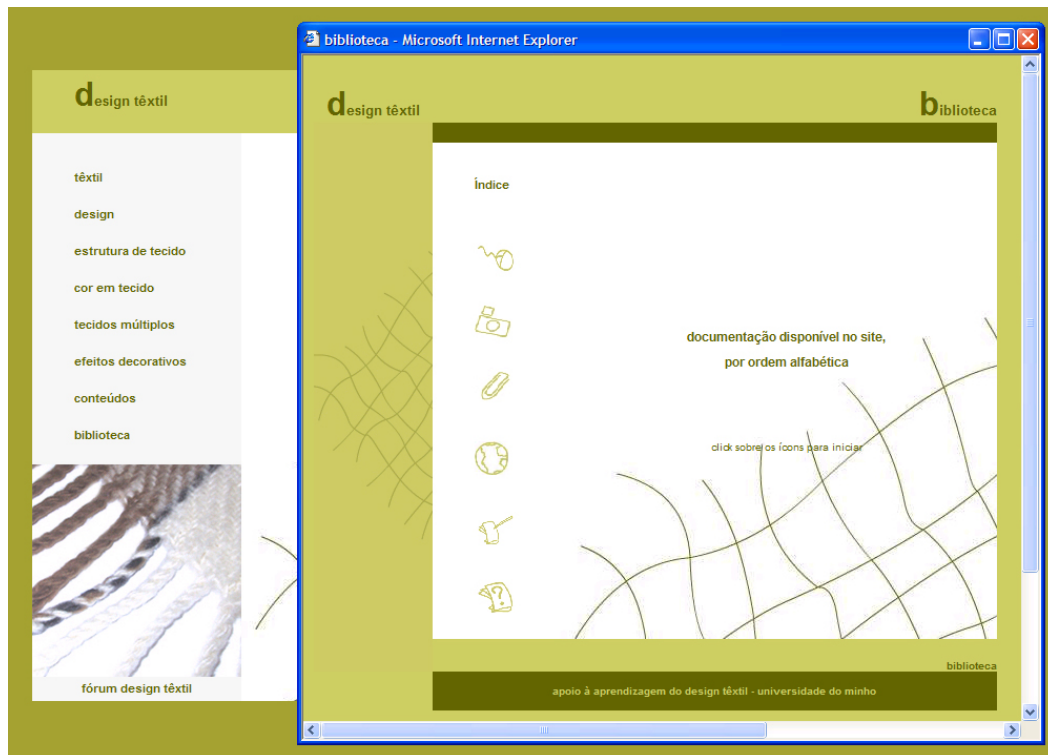 biblioteca - Microsoft Internet Explorer
design têxtil
têxtil
design
estrutura de tecido
cor em tecido
tecidos múltiplos
efeitos decorativos
conteúdos
biblioteca
fórum design têxtil
design têxtil
biblioteca
Índice
documentação disponível no site,
por ordem alfabética
click sobre os ícons para iniciar
?
biblioteca
apoio à aprendizagem do design têxtil - universidade do minho